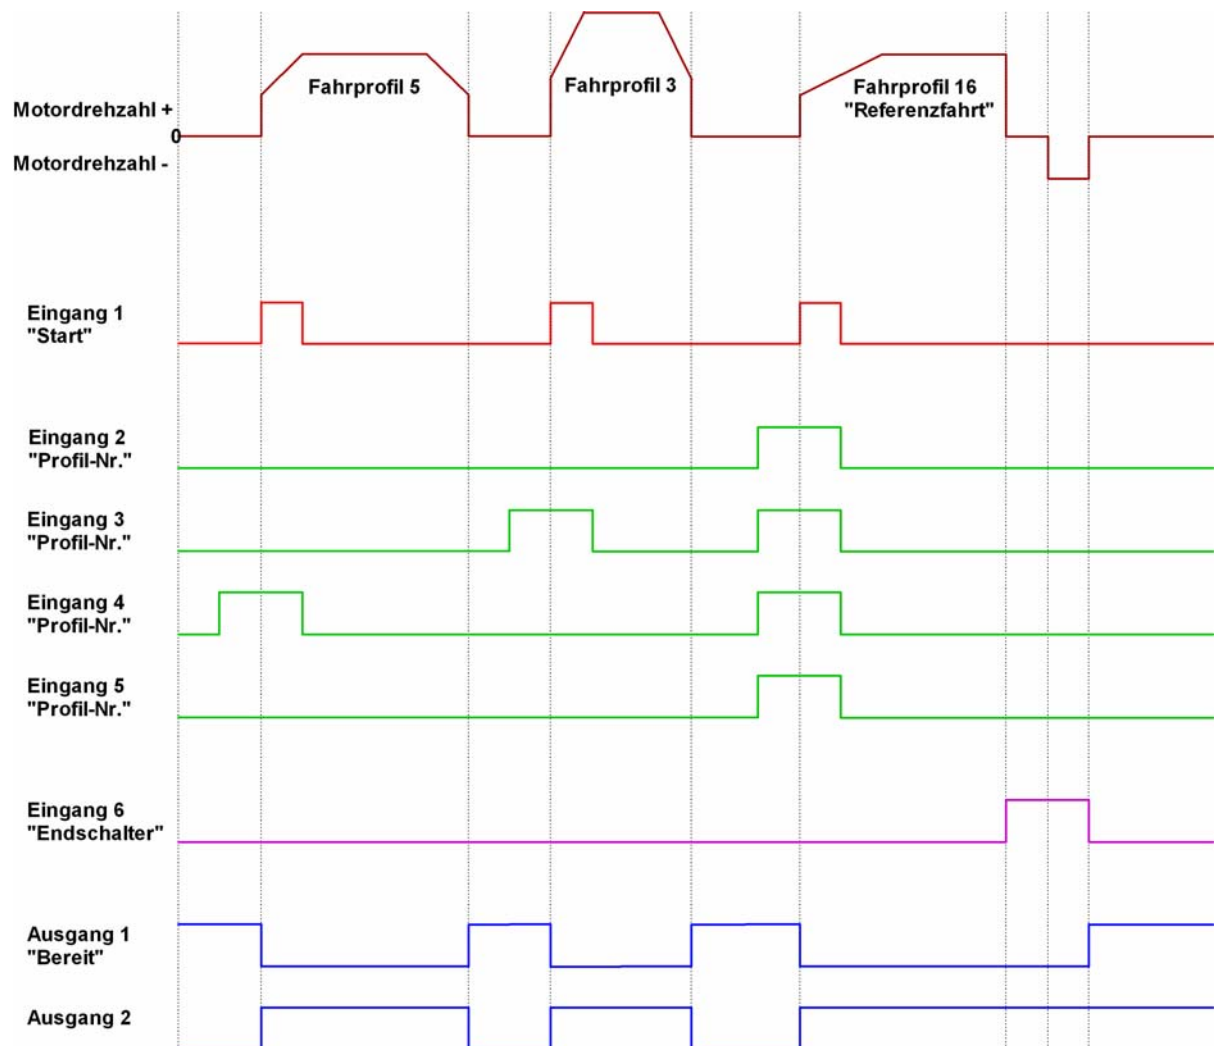 Fahrprofil 5
Fahrprofil 3
Fahrprofil 16
"Referenzfahrt"
Motordrehzahl +
0
Motordrehzahl -
Eingang 1
"Start"
Eingang 2
"Profil-Nr."
Eingang 3
"Profil-Nr."
Eingang 4
"Profil-Nr."
Eingang 5
"Profil-Nr."
Eingang 6
"Endschalter"
Ausgang 1
"Bereit"
Ausgang 2